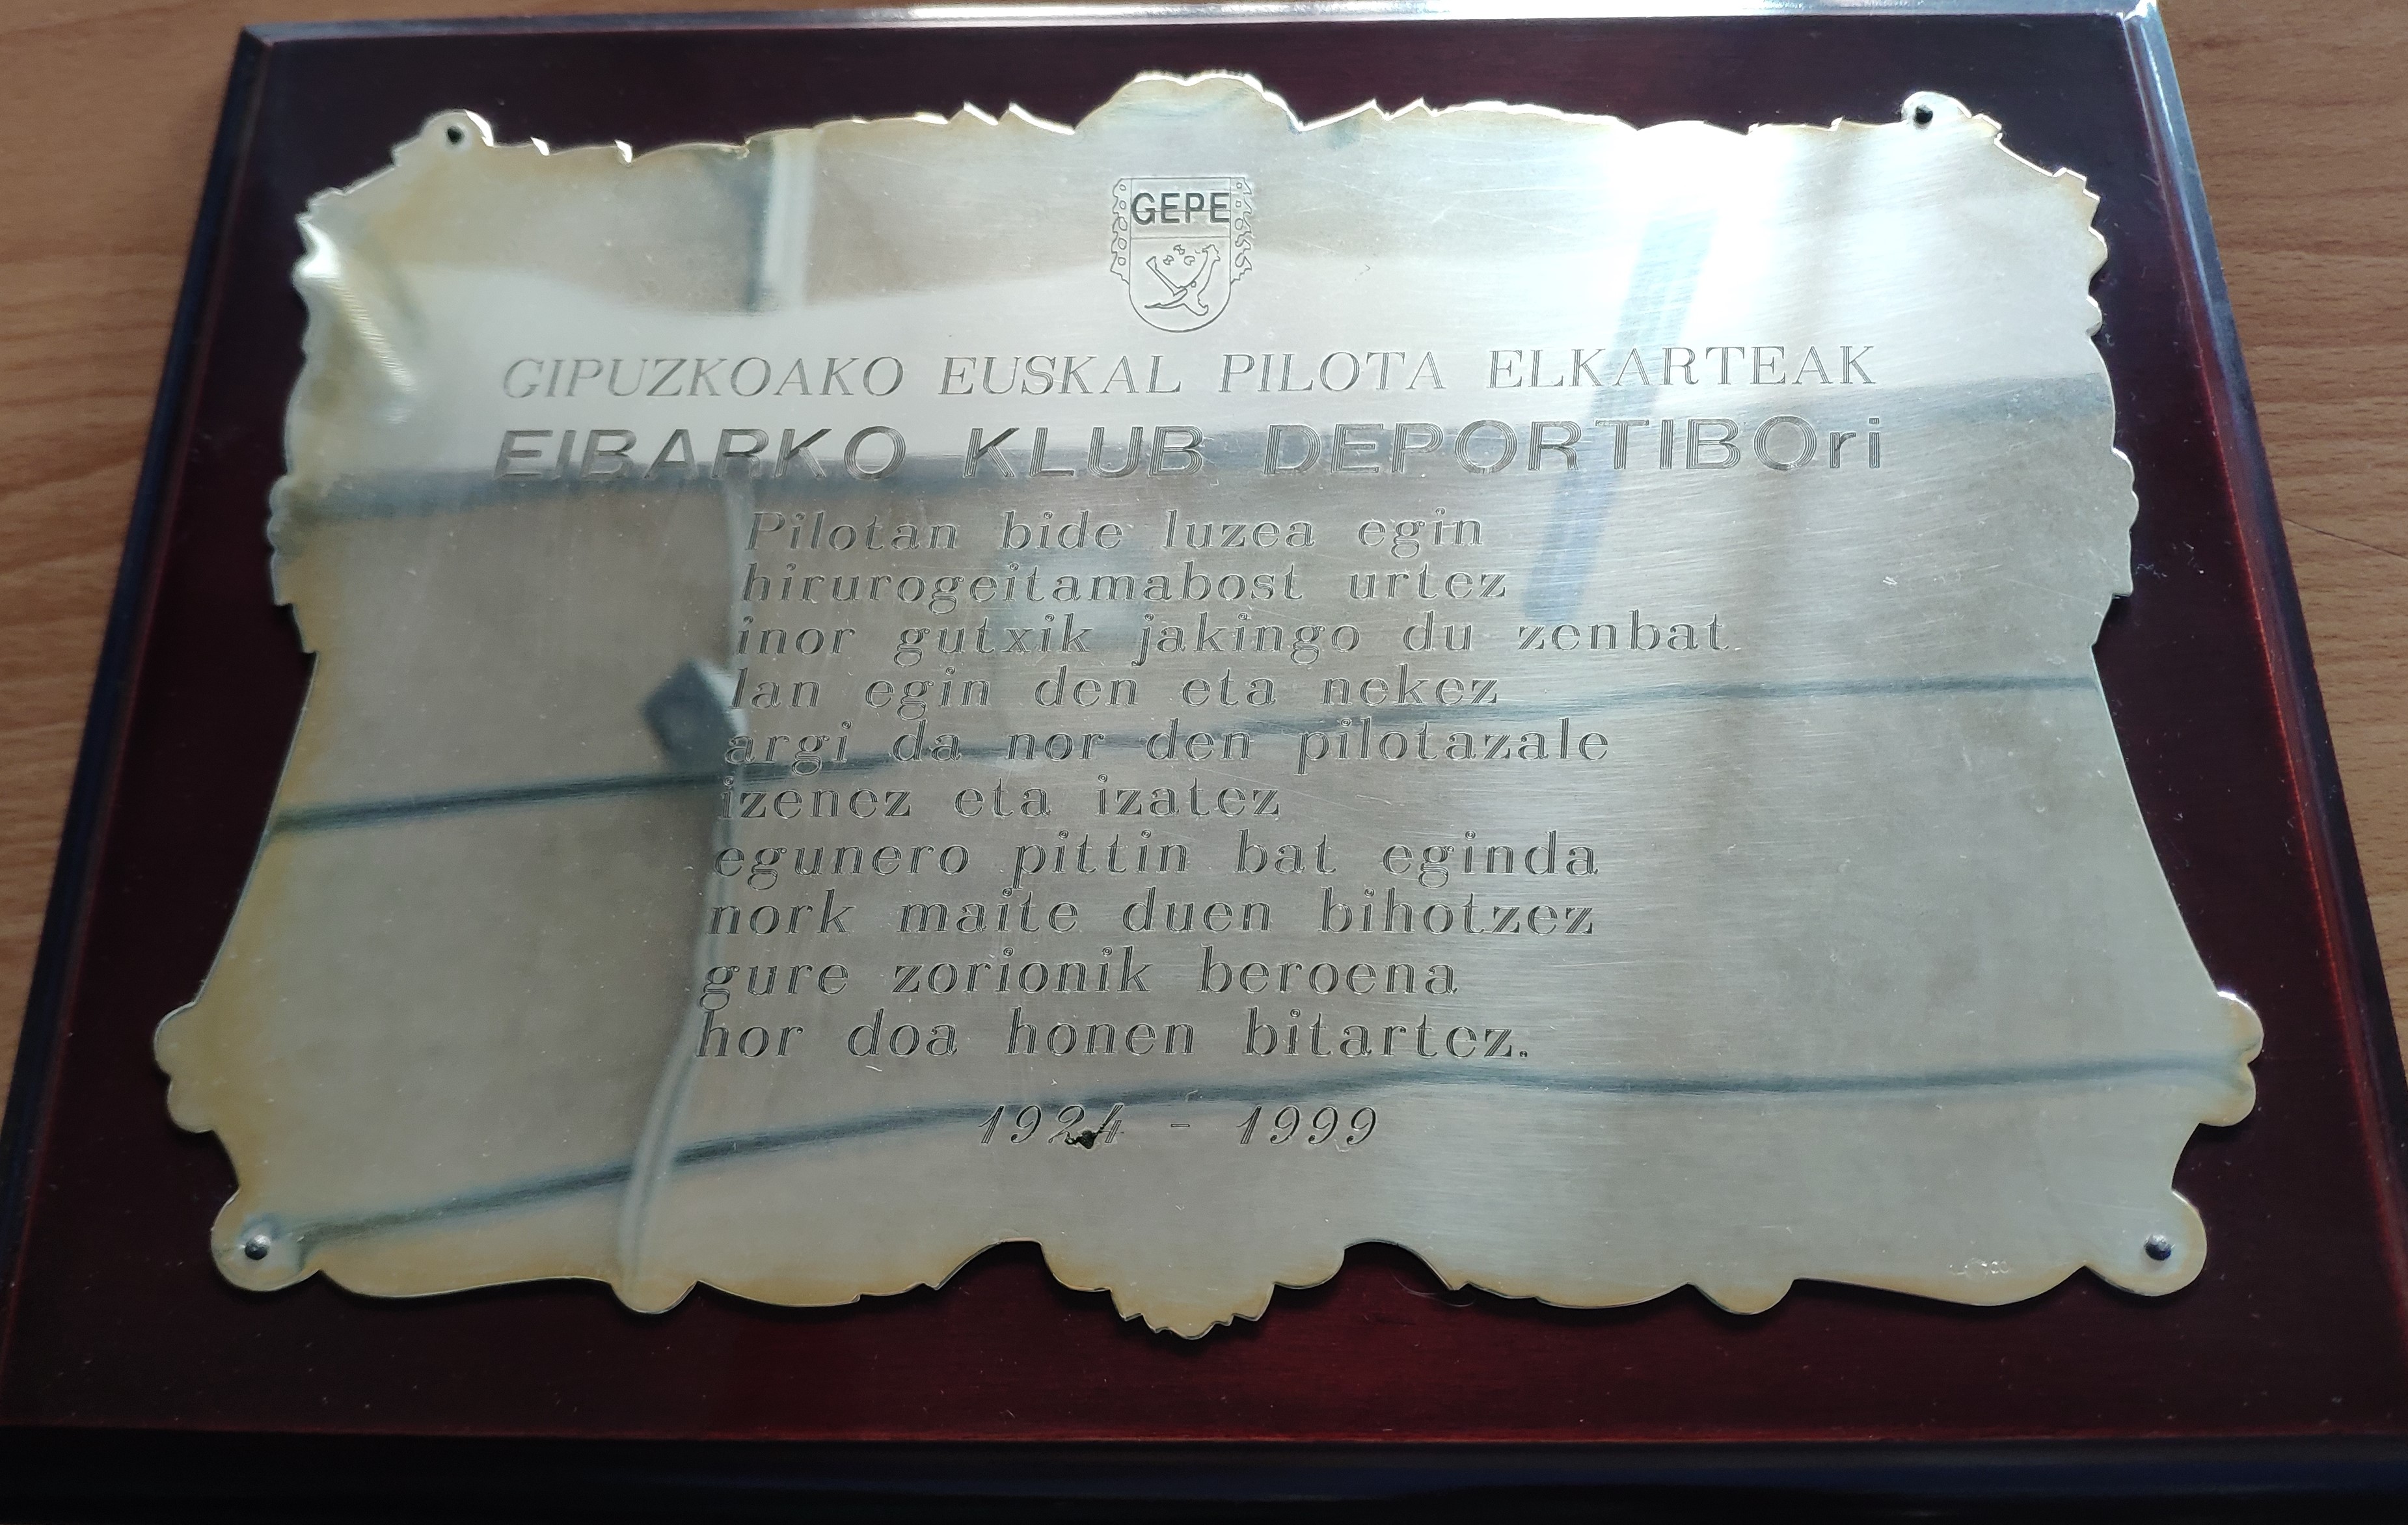 GEPE
GIPUZKOAKO EUSKAL PILOTA ELKARTEAK
EIBARKO KLUB DEPORTIBOri
Pilotan bide luzea egin
hirurogeitamabost urtez
inor gutxik jakingo du zenbat
lan egin den eta nekez
argi da nor den pilotazale
izenez eta izatez
egunero pittin bat eginda
nork maite duen bihotzez
gure zorionik beroena
hor doa honen bitartez.
1924 - 1999